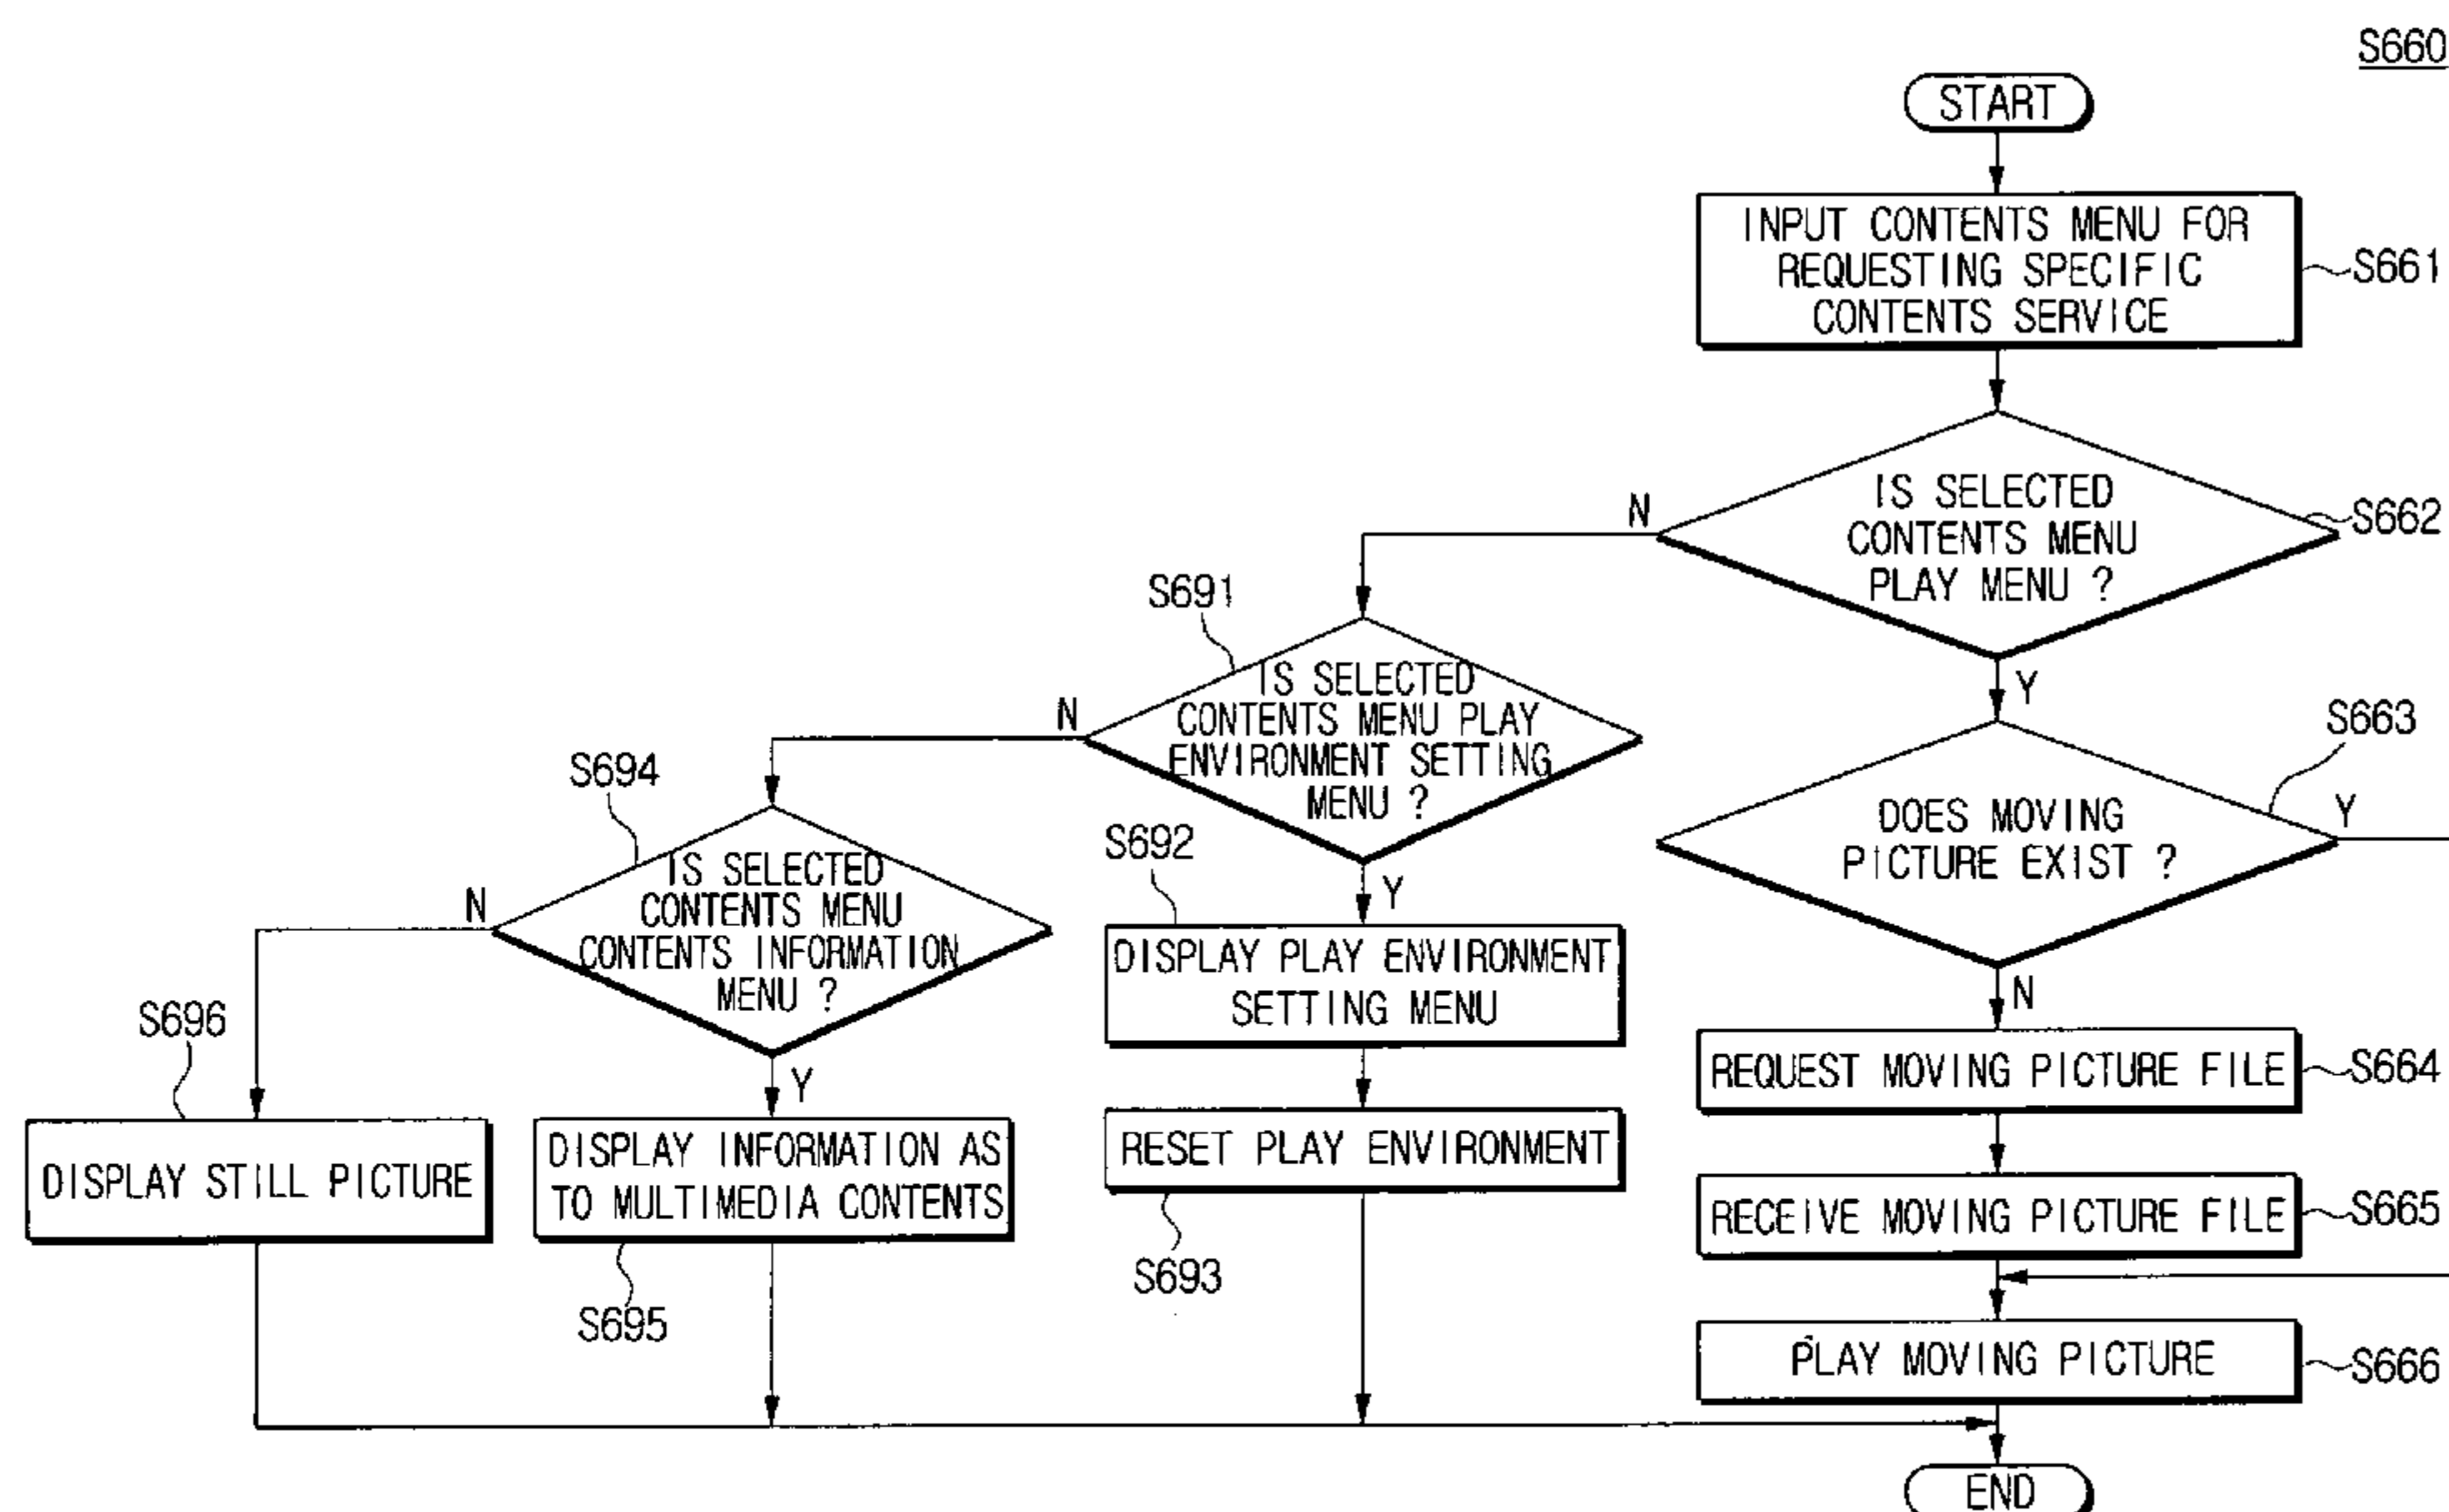 S660
START
INPUT CONTENTS MENU FOR
REQUESTING SPECIFIC
CONTENTS SERVICE
S661
IS SELECTED
CONTENTS MENU
PLAY MENU ?
S662
N
Y
S691
IS SELECTED
CONTENTS MENU PLAY
ENVIRONMENT SETTING
MENU ?
N
Y
S663
DOES MOVING
PICTURE EXIST ?
Y
N
S694
IS SELECTED
CONTENTS MENU
CONTENTS INFORMATION
MENU ?
N
Y
S692
DISPLAY PLAY ENVIRONMENT
SETTING MENU
REQUEST MOVING PICTURE FILE
S664
S696
DISPLAY STILL PICTURE
DISPLAY INFORMATION AS
TO MULTIMEDIA CONTENTS
S695
RESET PLAY ENVIRONMENT
S693
RECEIVE MOVING PICTURE FILE
S665
PLAY MOVING PICTURE
S666
END